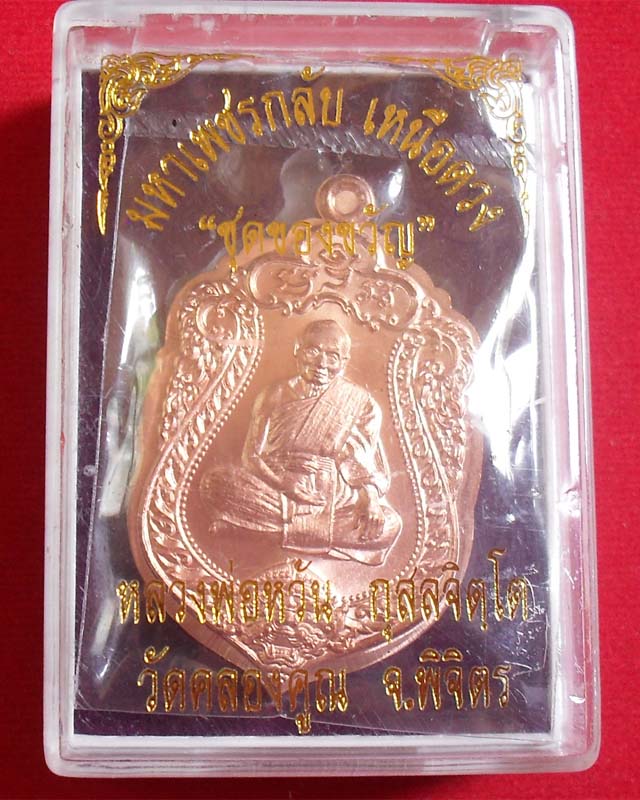 มหาเพชรกลับ เหนือดวง
“ชุดของขวัญ”
หลวงพ่อหวั่น กุสลจิตฺโต
วัดคลองคูณ จ.พิจิตร